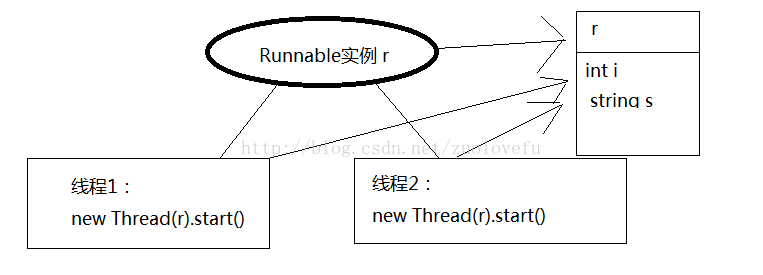 Runnable实例 r
r
int i
string s
http://blog.csdn.net/zuolovefu
线程1：
new Thread(r).start()
线程2：
new Thread(r).start()